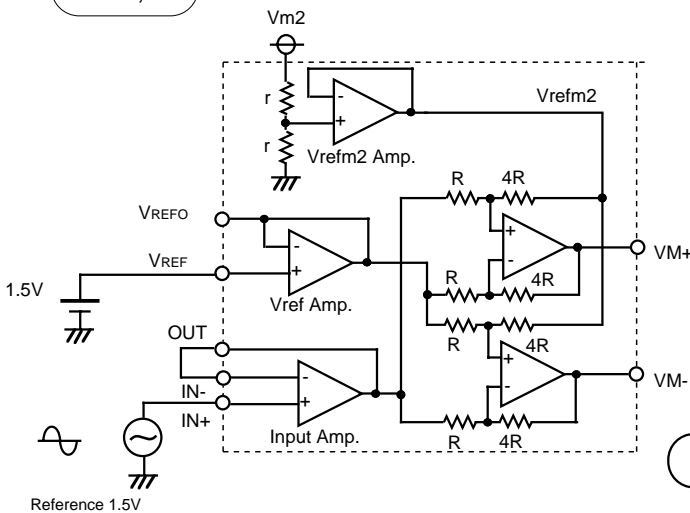 Vm2
r
r
Vrefm2
Vrefm2 Amp.
R
4R
VREFO
+
-
VM+
VREF
-
+
R
4R
1.5V
Vref Amp.
R
4R
OUT
+
-
VM-
IN-
-
+
IN+
Input Amp.
R
4R
Reference 1.5V